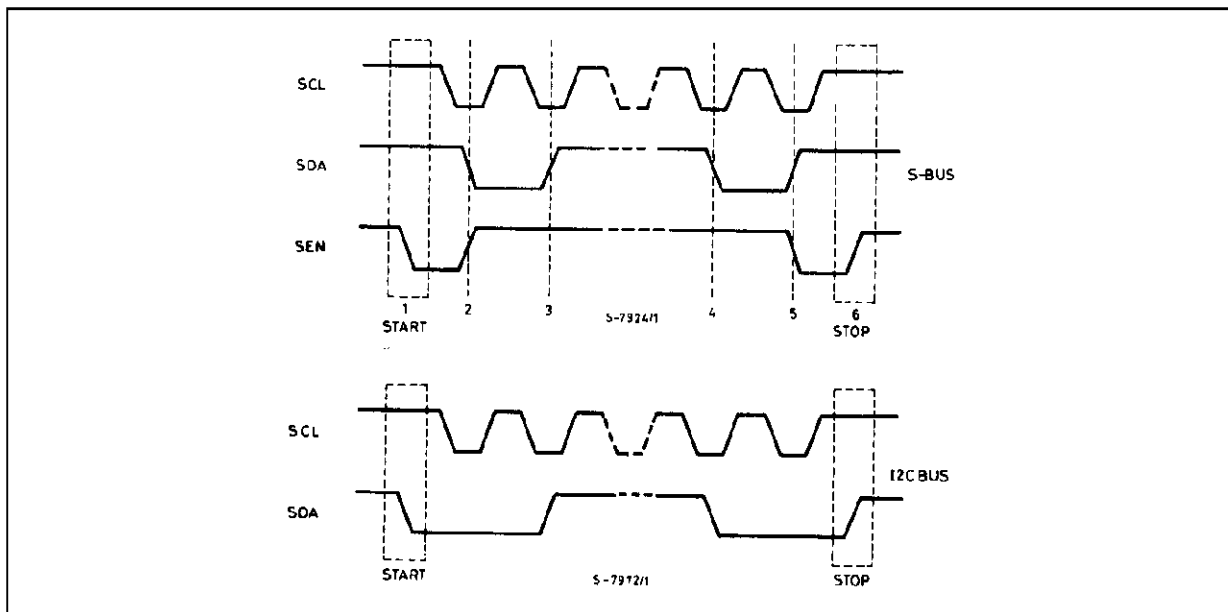 SCL
SDA
S-BUS
SEN
1 2 3 S-7924/1 4 5 6
START STOP
SCL
I2C BUS
SDA
START S-7972/1 STOP